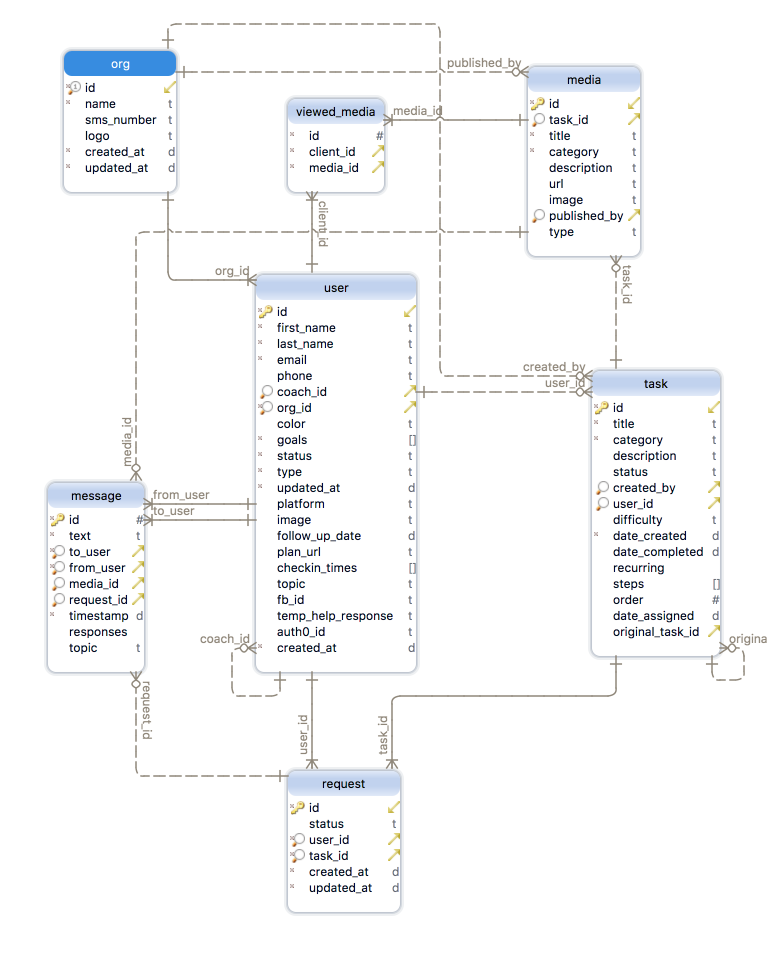 org
id
name t
sms_number t
logo t
created_at d
updated_at d
published_by
media
id
task_id
title t
category t
description t
url t
image t
published_by
type t
viewed_media
id #
client_id
media_id
media_id
client_id
org_id
task_id
user
id
first_name t
last_name t
email t
phone t
coach_id
org_id
color t
goals []
status t
type t
updated_at d
platform t
image t
follow_up_date d
plan_url t
checkin_times []
topic t
fb_id t
temp_help_response t
auth0_id t
created_at d
created_by
user_id
task
id
title t
category t
description t
status t
created_by
user_id
difficulty t
date_created d
date_completed d
recurring
steps []
order #
date_assigned d
original_task_id
origina
media_id
message
id #
text t
to_user
from_user
media_id
request_id
timestamp d
responses
topic t
from_user
to_user
coach_id
request_id
user_id
task_id
request
id
status t
user_id
task_id
created_at d
updated_at d